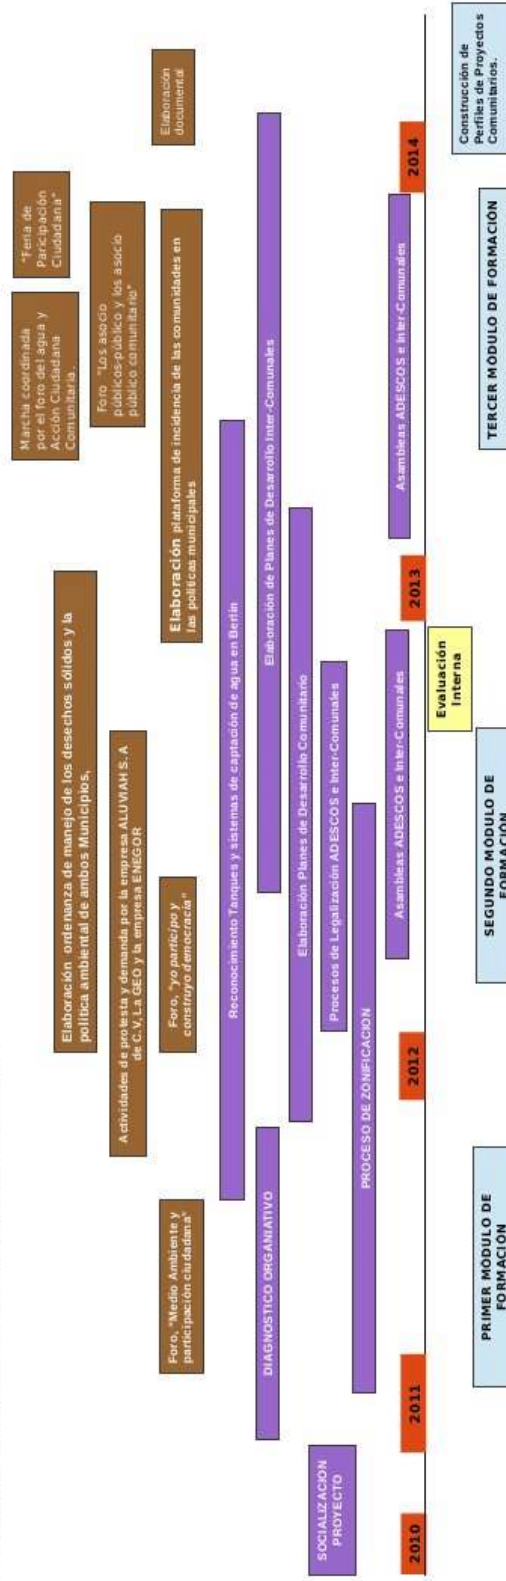 "Feria de
Paricipación
Ciudadana"
Marcha coordinada
por el foro del agua y
Acción Ciudadana
Comunitaria.
Foro "Los asocio
públicos-público y los asocio
público comunitario"
Elaboración
documental
Elaboración ordenanza de manejo de los desechos sólidos y la
política ambiental de ambos Municipios,
Actividades de protesta y demanda por la empresa ALUVIAH S. A
de C. V, La GEO y la empresa ENEGOR
Elaboración plataforma de incidencia de las comunidades en
las políticas municipales
Foro, "yo participo y
construyo democracia"
Foro, "Medio Ambiente y
participación ciudadana"
Reconocimiento Tanques y sistemas de captación de agua en Berlín
Elaboración de Planes de Desarrollo Inter-Comunales
DIAGNOSTICO ORGANIATIVO
Elaboración Planes de Desarrollo Comunitario
Procesos de Legalización ADESCOS e Inter-Comunales
SOCIALIZACION
PROYECTO
PROCESO DE ZONIFICACION
Asambleas ADESCOS e Inter-Comunales
Asambleas ADESCOS e Inter-Comunales
2010
2011
2012
2013
2014
Evaluación
Interna
PRIMER MÓDULO DE
FORMACIÓN
SEGUNDO MÓDULO DE
FORMACIÓN
TERCER MÓDULO DE FORMACIÓN
Construcción de
Perfiles de Proyectos
Comunitarios.